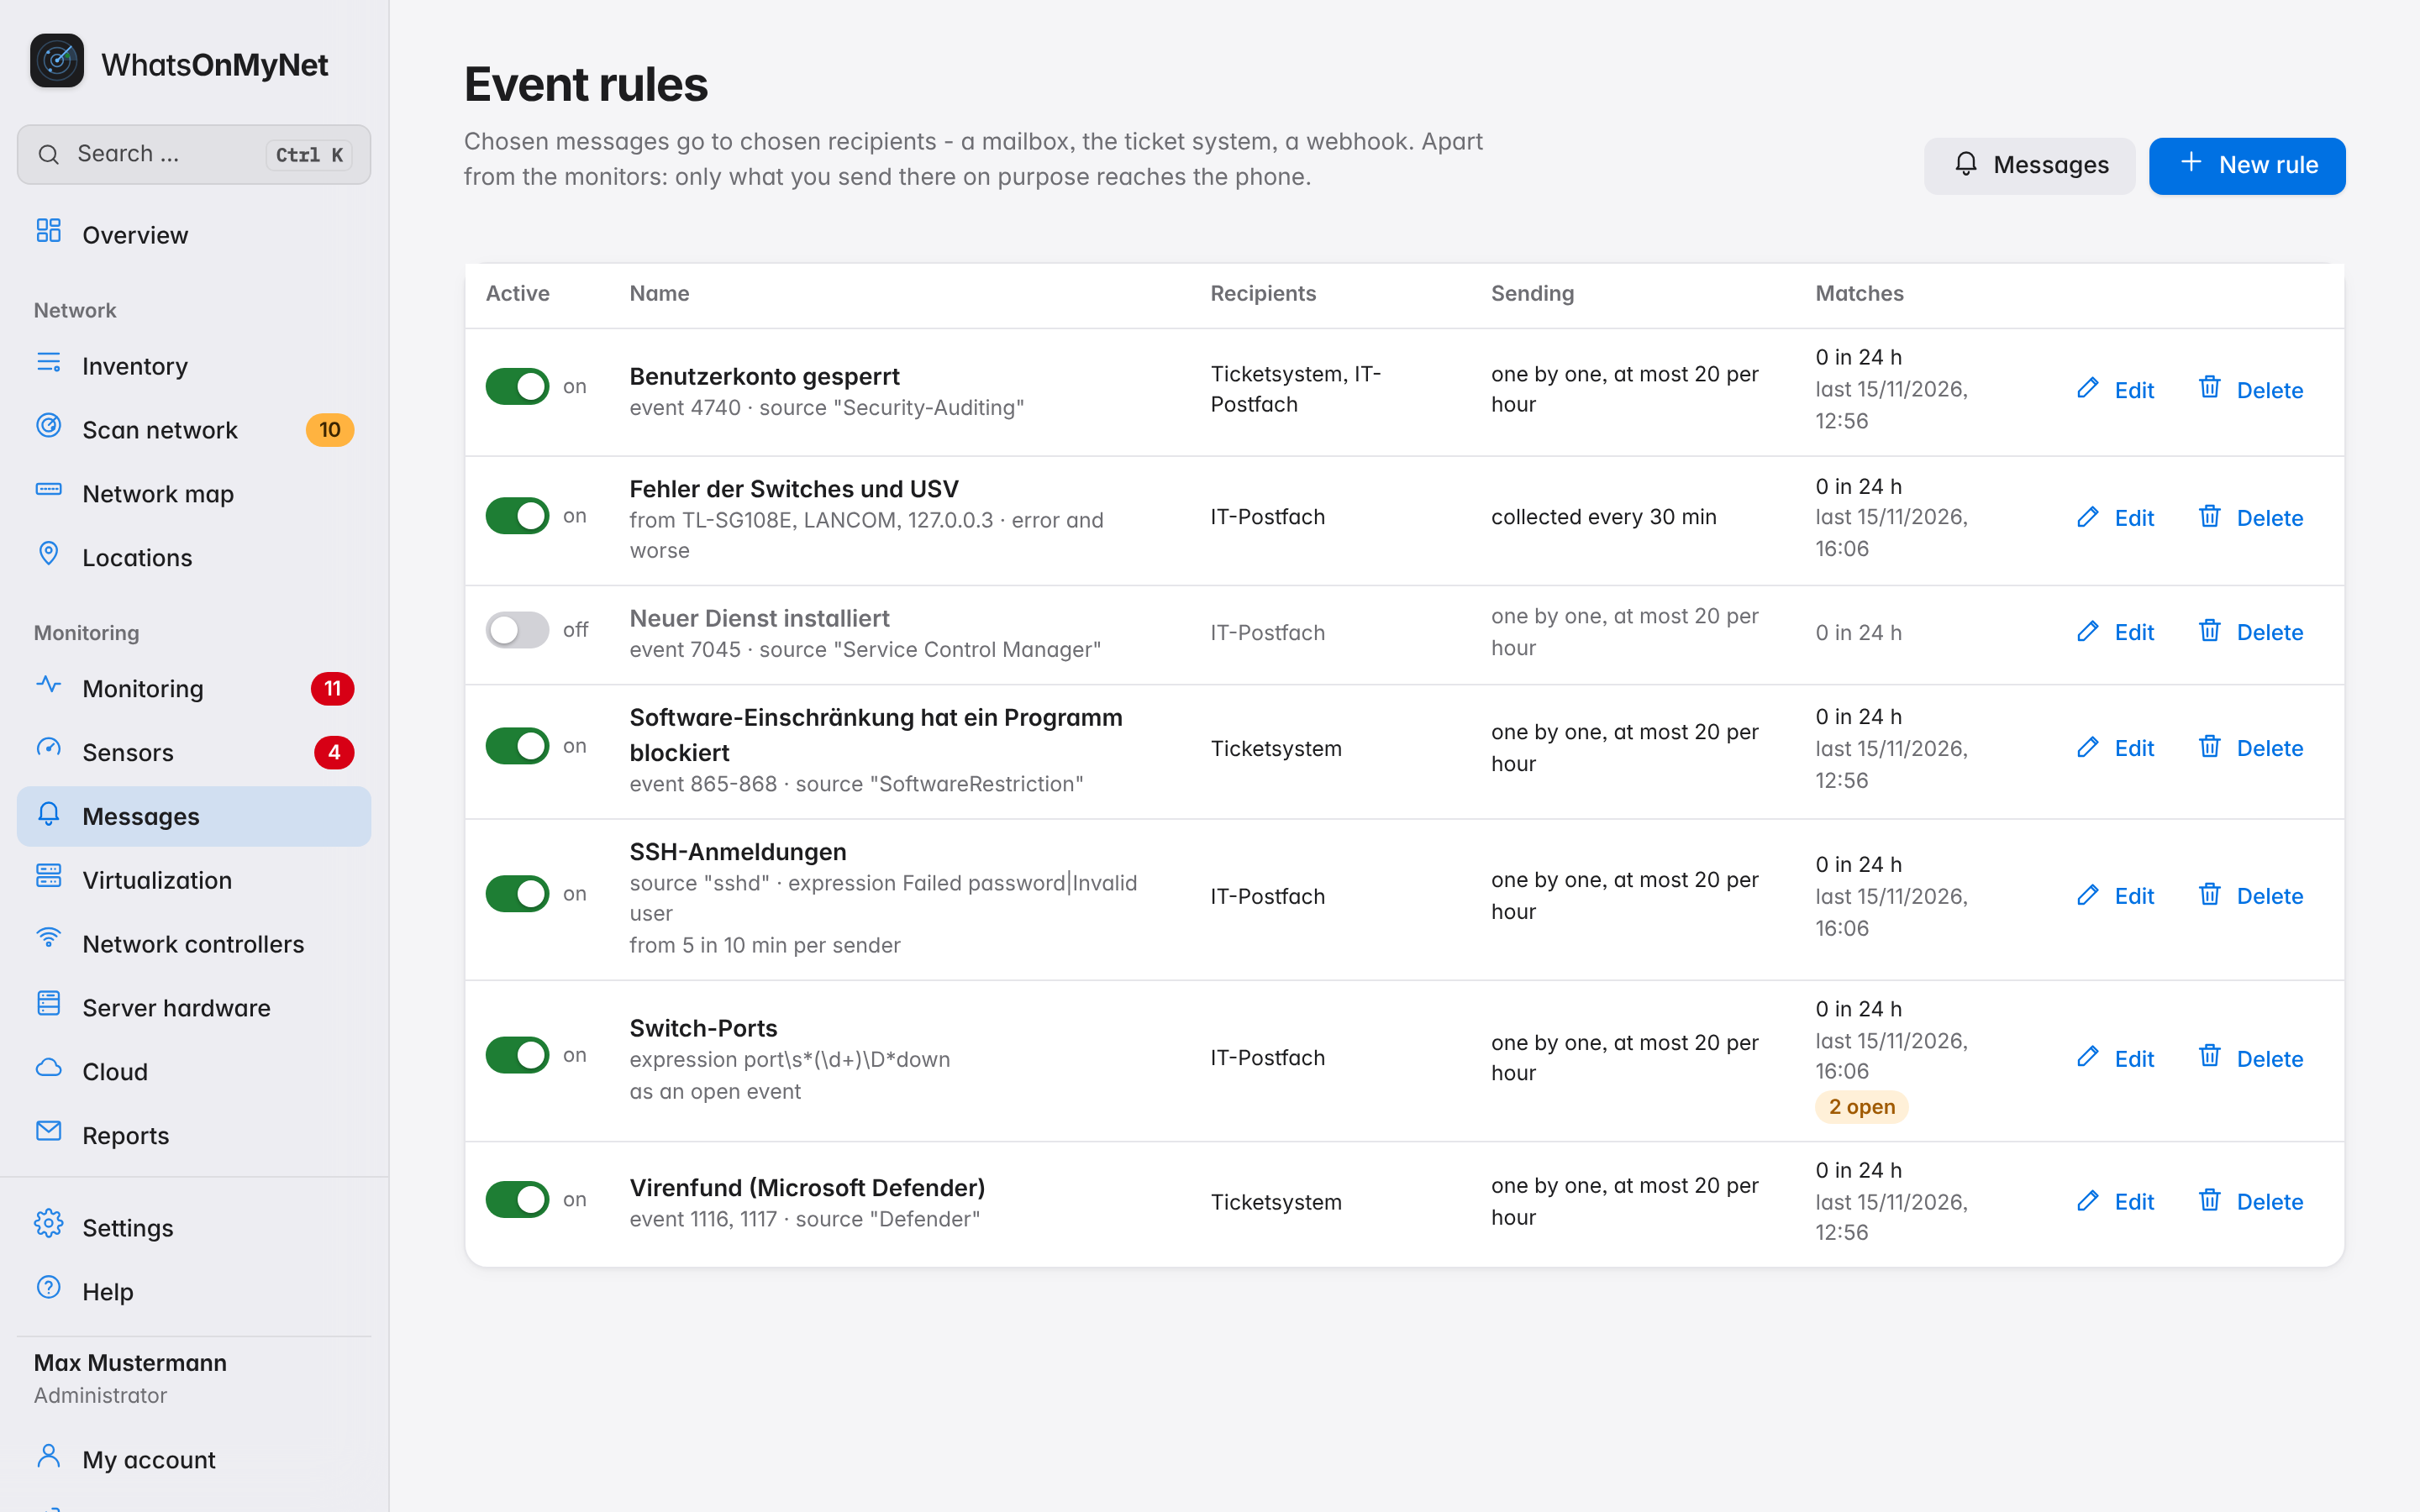 WhatsOnMyNet
Search ... Ctrl K
Overview
Network
Inventory
Scan network 10
Network map
Locations
Monitoring
Monitoring 11
Sensors 4
Messages
Virtualization
Network controllers
Server hardware
Cloud
Reports
Settings
Help
Max Mustermann
Administrator
My account
Event rules
Chosen messages go to chosen recipients - a mailbox, the ticket system, a webhook. Apart
from the monitors: only what you send there on purpose reaches the phone.
Messages
New rule
Active Name Recipients Sending Matches
on
Benutzerkonto gesperrt
event 4740 · source "Security-Auditing"
Ticketsystem, IT-
Postfach
one by one, at most 20 per
hour
0 in 24 h
last 15/11/2026,
12:56
Edit Delete
on
Fehler der Switches und USV
from TL-SG108E, LANCOM, 127.0.0.3 · error and
worse
IT-Postfach
collected every 30 min
0 in 24 h
last 15/11/2026,
16:06
Edit Delete
off
Neuer Dienst installiert
event 7045 · source "Service Control Manager"
IT-Postfach
one by one, at most 20 per
hour
0 in 24 h
Edit Delete
on
Software-Einschränkung hat ein Programm
blockiert
event 865-868 · source "SoftwareRestriction"
Ticketsystem
one by one, at most 20 per
hour
0 in 24 h
last 15/11/2026,
12:56
Edit Delete
on
SSH-Anmeldungen
source "sshd" · expression Failed password|Invalid
user
from 5 in 10 min per sender
IT-Postfach
one by one, at most 20 per
hour
0 in 24 h
last 15/11/2026,
16:06
Edit Delete
on
Switch-Ports
expression port\s*(\d+)\D*down
as an open event
IT-Postfach
one by one, at most 20 per
hour
0 in 24 h
last 15/11/2026,
16:06
2 open
Edit Delete
on
Virenfund (Microsoft Defender)
event 1116, 1117 · source "Defender"
Ticketsystem
one by one, at most 20 per
hour
0 in 24 h
last 15/11/2026,
12:56
Edit Delete